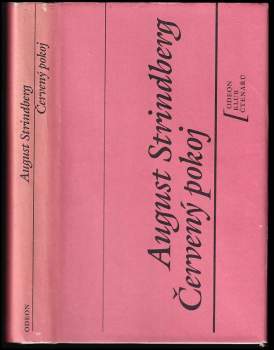 August Strindberg
Červený pokoj
ODEON
KLUB
ČTENÁŘŮ
August Strindberg
Červený pokoj
ODEON